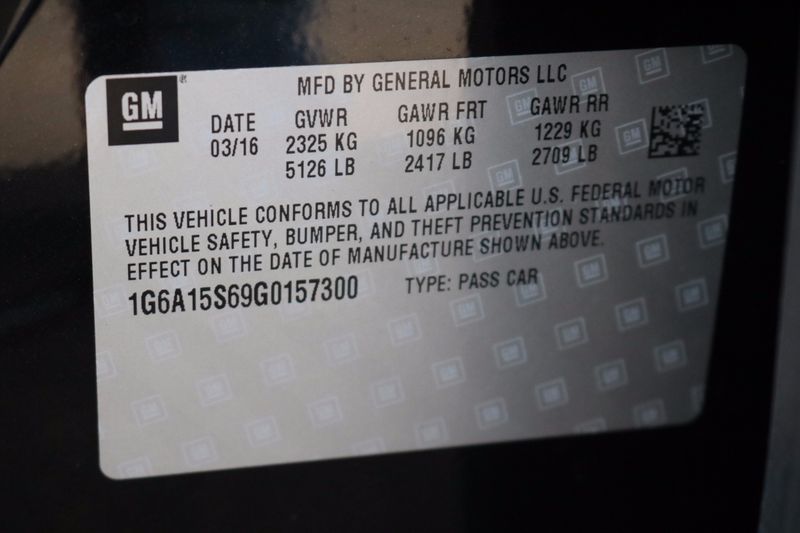 GM
MFD BY GENERAL MOTORS LLC
DATE GVWR GAWR FRT GAWR RR
03/16 2325 KG 1096 KG 1229 KG
5126 LB 2417 LB 2709 LB
THIS VEHICLE CONFORMS TO ALL APPLICABLE U.S. FEDERAL MOTOR
VEHICLE SAFETY, BUMPER, AND THEFT PREVENTION STANDARDS IN
EFFECT ON THE DATE OF MANUFACTURE SHOWN ABOVE.
1G6A15S69G0157300 TYPE: PASS CAR